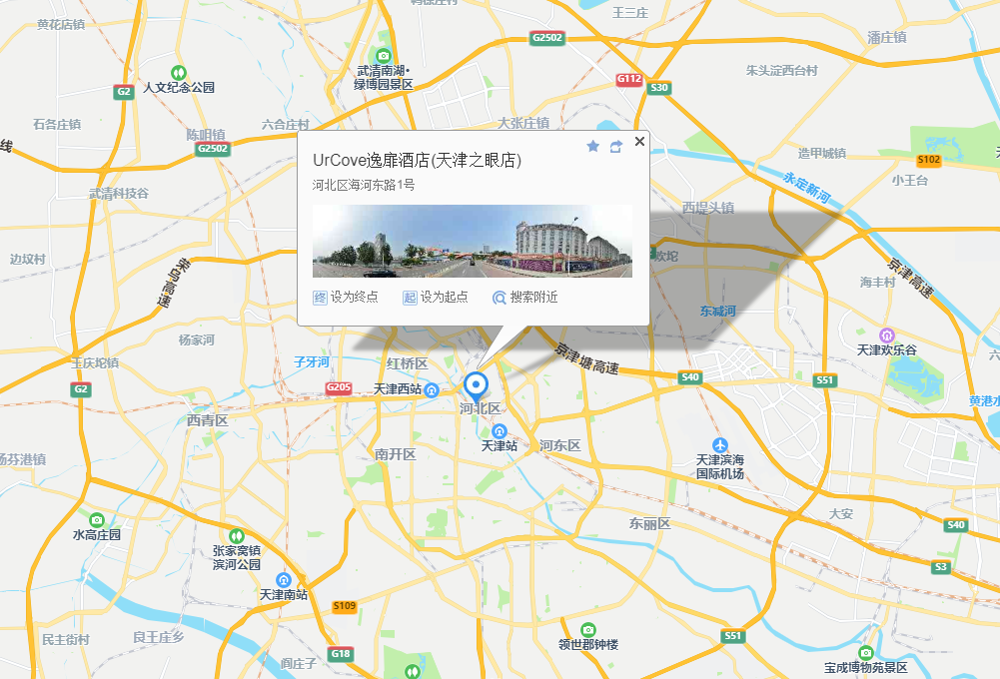 黄花店镇
王三庄
G2502
潘庄镇
人文纪念公园
武清南湖·
绿博园景区
G112
S30
朱头淀西台村
G2
石各庄镇
陈咀镇
六合庄村
大张庄镇
G2502
线
造甲城镇
S102
小王台
UrCove逸扉酒店(天津之眼店)
河北区海河东路1号
终 设为终点
起 设为起点
搜索附近
武清科技谷
永定新河
西堤头镇
边坟村
荣乌高速
欢坨
京津高速
海丰村
东减河
杨家河
天津欢乐谷
王庆坨镇
子牙河
红桥区
京津塘高速
G2
G205
天津西站
S40
S51
河北区
黄港水
西青区
天津站
河东区
南开区
天津滨海
国际机场
杨芬港镇
水高庄园
东丽区
大安
S40
张家窝镇
滨河公园
S3
天津南站
S109
民主街村
良王庄乡
G18
阎庄子
领世郡钟楼
S51
宝成博物苑景区